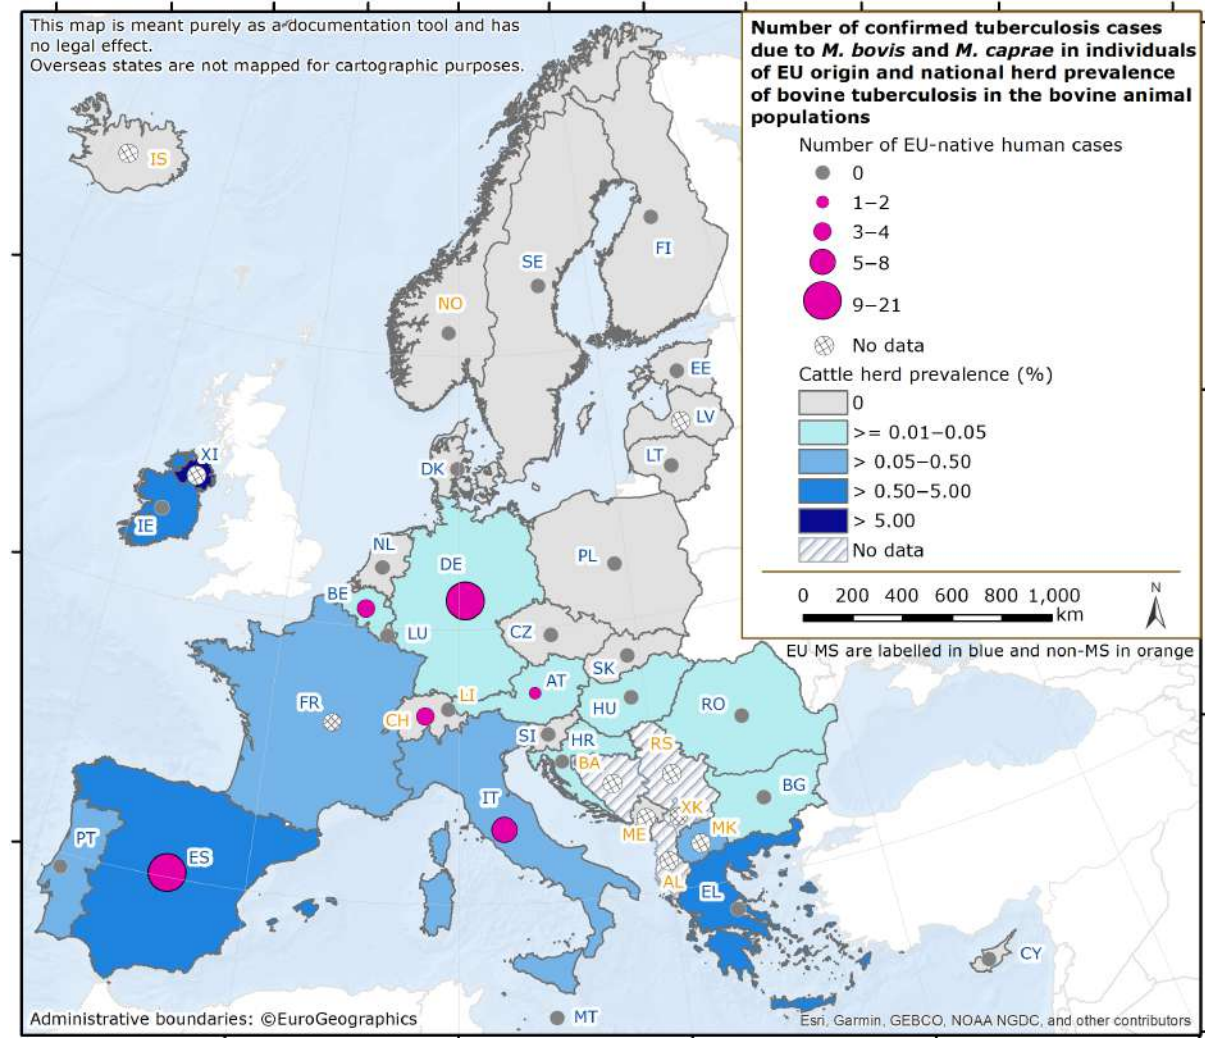 This map is meant purely as a documentation tool and has
no legal effect.
Overseas states are not mapped for cartographic purposes.
Number of confirmed tuberculosis cases
due to M. bovis and M. caprae in individuals
of EU origin and national herd prevalence
of bovine tuberculosis in the bovine animal
populations
Number of EU-native human cases
0
1−2
3−4
5−8
9−21
No data
Cattle herd prevalence (%)
0
>= 0.01−0.05
> 0.05−0.50
> 0.50−5.00
> 5.00
No data
0 200 400 600 800 1,000
km
N
EU MS are labelled in blue and non-MS in orange
IS
FI
SE
NO
EE
LV
LT
DK
XI
IE
NL
DE
PL
BE
LU
CZ
SK
AT
LI
CH
FR
HU
RO
SI
HR
BA
RS
BG
IT
XK
ME
MK
AL
EL
PT
ES
CY
MT
Administrative boundaries: ©EuroGeographics
Esri, Garmin, GEBCO, NOAA NGDC, and other contributors